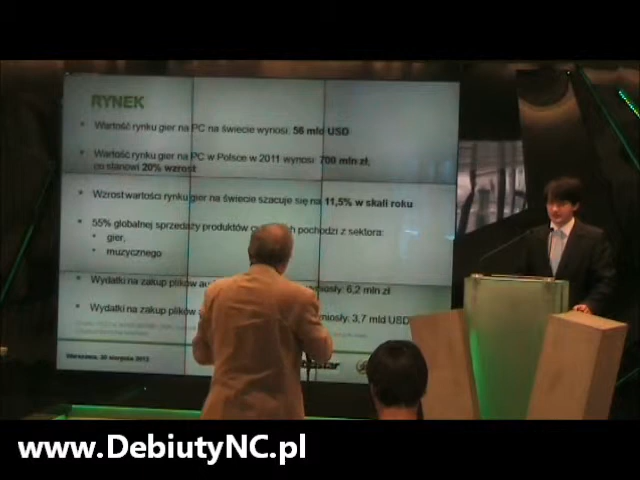 RYNEK
• Wartość rynku gier na PC na świecie wynosi: 56 mld USD
• Wartość rynku gier na PC w Polsce w 2011 wynosi: 700 mln zł,
co stanowi 20% wzrost
• Wzrost wartości rynku gier na świecie szacuje się na 11,5% w skali roku
• 55% globalnej sprzedaży produktów pochodzi z sektora:
• gier,
• muzycznego
• Wydatki na zakup plików 6,2 mln zł
• Wydatki na zakup plików 3,7 mld USD
Warszawa, 30 sierpnia 2012
www.DebiutyNC.pl